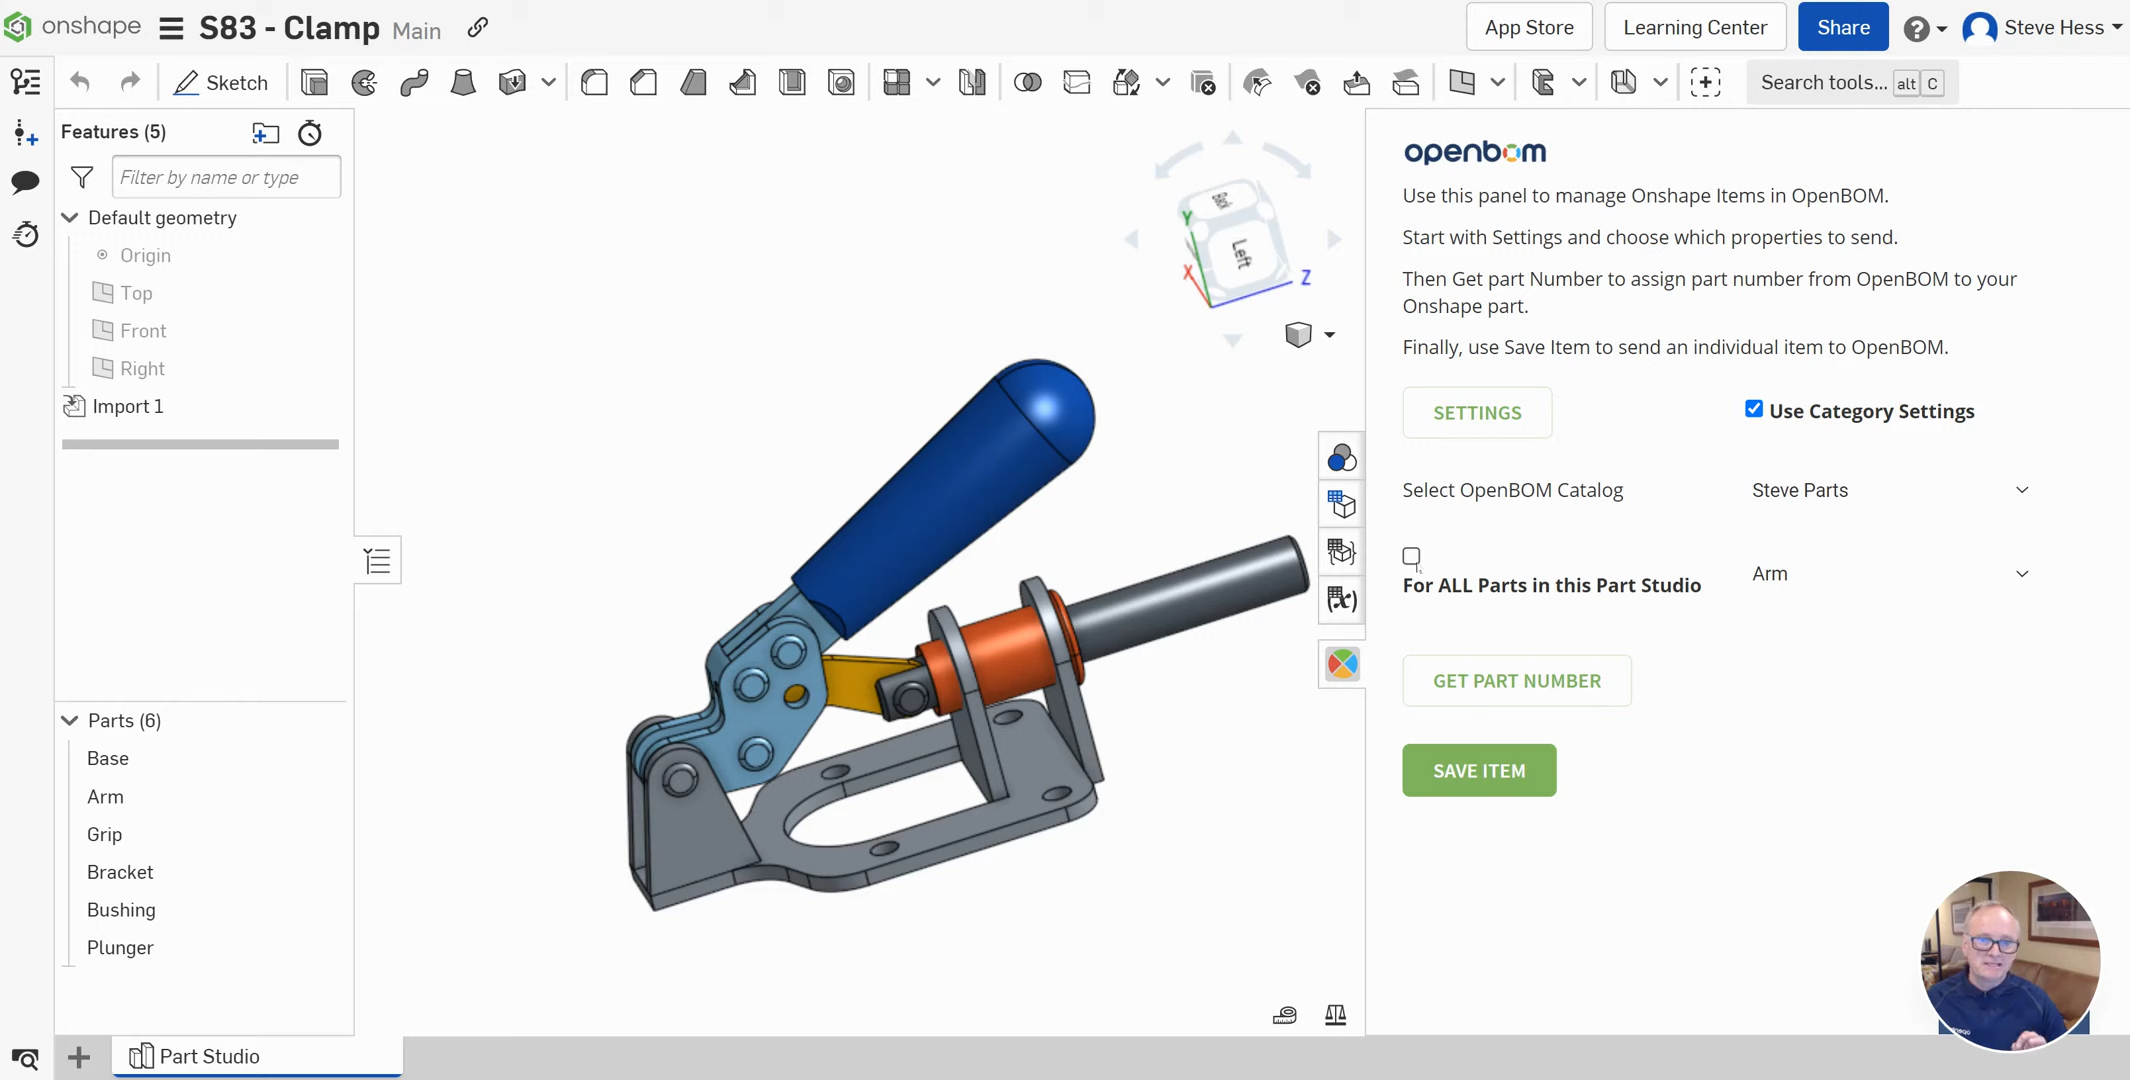 onshape S83 - Clamp Main App Store Learning Center Share Steve Hess
Sketch Search tools... alt C
Features (5)
Filter by name or type
Default geometry
Origin
Top
Front
Right
Import 1
Parts (6)
Base
Arm
Grip
Bracket
Bushing
Plunger
Back
Left
Y
X
Z
(x)
openbom
Use this panel to manage Onshape Items in OpenBOM.
Start with Settings and choose which properties to send.
Then Get part Number to assign part number from OpenBOM to your
Onshape part.
Finally, use Save Item to send an individual item to OpenBOM.
SETTINGS Use Category Settings
Select OpenBOM Catalog Steve Parts
For ALL Parts in this Part Studio Arm
GET PART NUMBER
SAVE ITEM
Part Studio